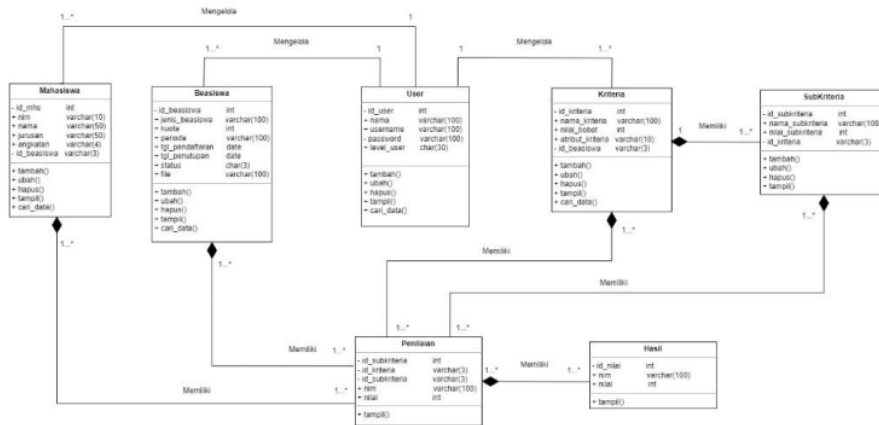 Mengelola
1...*
1
Mengelola
1...*
1
Mengelola
1
1...*
Mahasiswa
- id_mhs int
+ nim varchar(10)
+ nama varchar(50)
+ jurusan varchar(50)
+ angkatan varchar(4)
- id_beasiswa varchar(3)
+ tambah()
+ ubah()
+ hapus()
+ tampil()
+ cari_data()
Beasiswa
- id_beasiswa int
+ jehis_beasiswa varchar(100)
+ kuota int
+ periode varchar(100)
+ tgl_pendaftaran date
+ tgl_penutupan date
+ status char(3)
+ file varchar(100)
+ tambah()
+ ubah()
+ hapus()
+ tampil()
+ cari_data()
User
- id_user int
+ nama varchar(100)
+ username varchar(100)
- password varchar(100)
+ level_user char(30)
+ tambah()
+ ubah()
+ hapus()
+ tampil()
+ cari_data()
Kriteria
- id_kriteria int
+ nama_kriteria varchar(100)
+ nilai_bobot int
+ atribut_kriteria varchar(10)
- id_beasiswa varchar(3)
+ tambah()
+ ubah()
+ hapus()
+ tampil()
+ cari_data()
1
Memiliki
1...*
SubKriteria
- id_subkriteria int
+ nama_subkriteria varchar(100)
+ nilai_subkriteria int
- id_kriteria varchar(3)
+ tambah()
+ ubah()
+ hapus()
+ tampil()
1...*
1...*
1...*
1...*
Memiliki
Memiliki
1...*
1...*
Memiliki
1...*
Memiliki
1...*
Penilaian
- id_subkriteria int
- id_kriteria varchar(3)
- id_subkriteria varchar(3)
+ nim varchar(100)
+ nilai int
+ tampil()
1...*
Memiliki
1...*
Hasil
- id_nilai int
+ nim varchar(100)
+ nilai int
+ tampil()